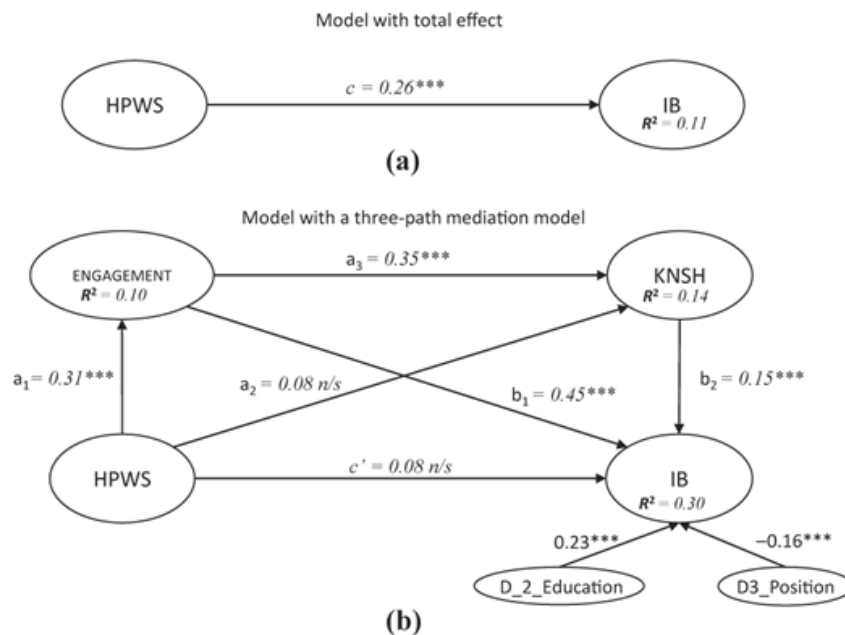 Model with total effect
HPWS
c = 0.26***
IB
R² = 0.11
(a)
Model with a three-path mediation model
ENGAGEMENT
R² = 0.10
a₃ = 0.35***
KNSH
R² = 0.14
a₁ = 0.31***
a₂ = 0.08 n/s
b₁ = 0.45***
b₂ = 0.15***
HPWS
c' = 0.08 n/s
IB
R² = 0.30
0.23***
–0.16***
D_2_Education
D3_Position
(b)